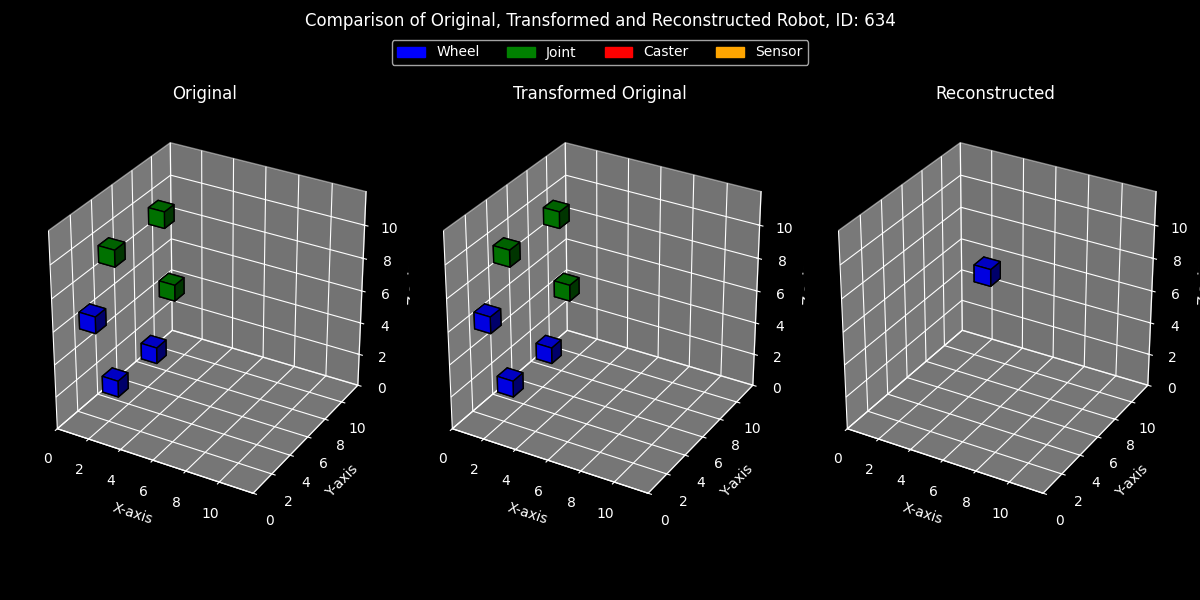 Comparison of Original, Transformed and Reconstructed Robot, ID: 634
Wheel Joint Caster Sensor
Original Transformed Original Reconstructed
10 10 10
8 8 8
6 6 6
4 4 4
2 2 2
0 0 0
10 10 10
8 8 8
6 6 6
4 4 4
2 2 2
0 0 0
0 2 4 6 8 10 0 2 4 6 8 10 0 2 4 6 8 10
X-axis Y-axis X-axis Y-axis X-axis Y-axis